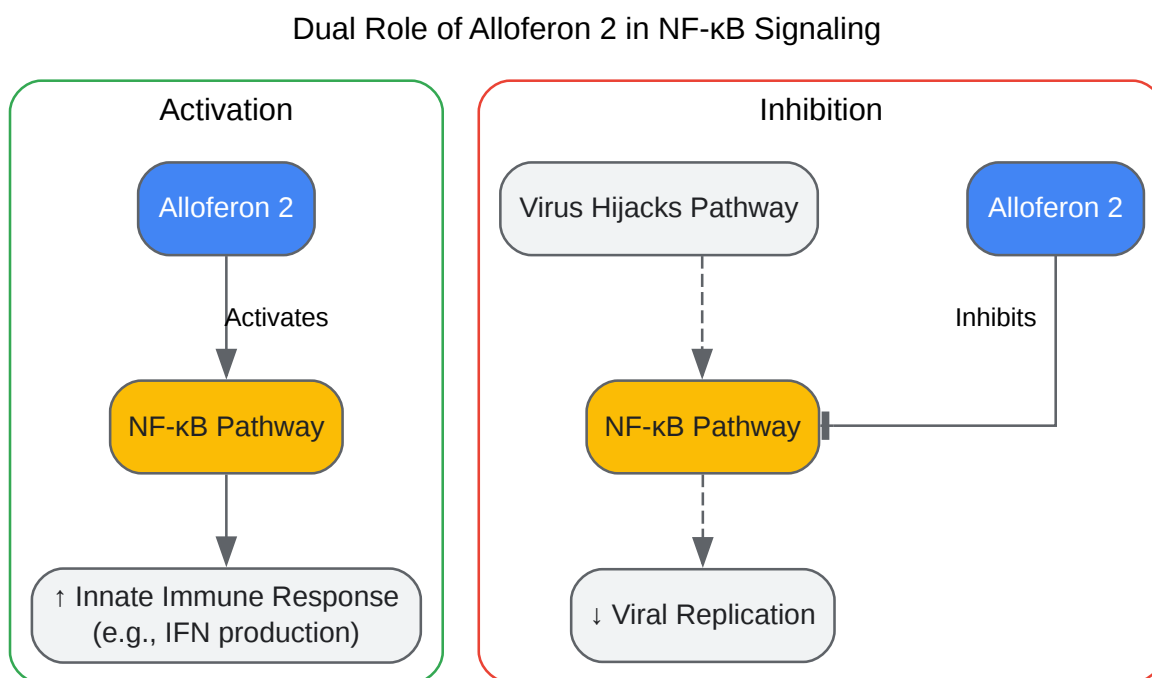 Dual Role of Alloferon 2 in NF-κB Signaling
Activation
Alloferon 2
Activates
NF-κB Pathway
↑ Innate Immune Response
(e.g., IFN production)
Inhibition
Virus Hijacks Pathway
Alloferon 2
Inhibits
NF-κB Pathway
↓ Viral Replication